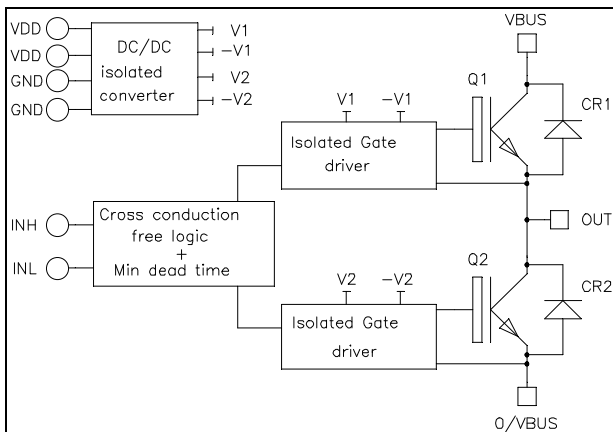 VDD
VDD
GND
GND
DC/DC
isolated
converter
V1
-V1
V2
-V2
VBUS
Q1
CR1
V1
-V1
Isolated Gate
driver
INH
INL
Cross conduction
free logic
+
Min dead time
OUT
Q2
CR2
V2
-V2
Isolated Gate
driver
0/VBUS